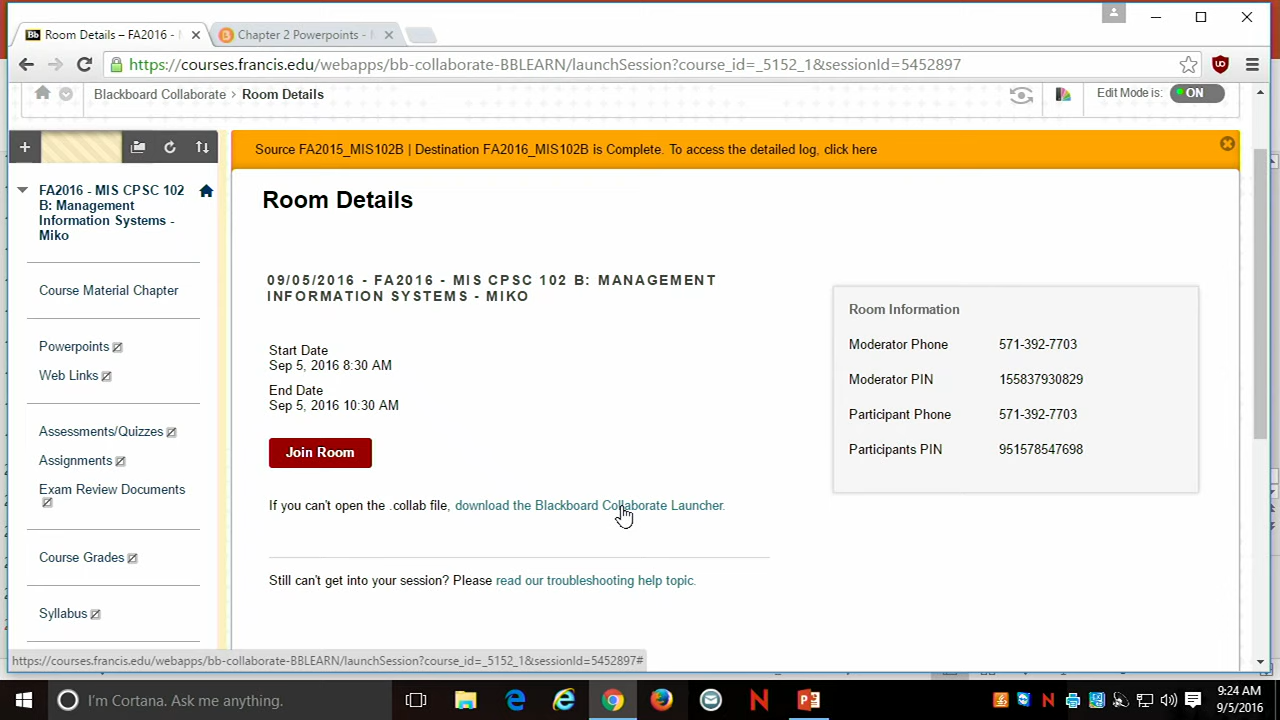 Room Details – FA2016 -
Chapter 2 Powerpoints -
https://courses.francis.edu/webapps/bb-collaborate-BBLEARN/launchSession?course_id=_5152_1&sessionId=5452897
Blackboard Collaborate > Room Details
Edit Mode is: ON
Source FA2015_MIS102B | Destination FA2016_MIS102B is Complete. To access the detailed log, click here
FA2016 - MIS CPSC 102
B: Management
Information Systems -
Miko
Course Material Chapter
Powerpoints
Web Links
Assessments/Quizzes
Assignments
Exam Review Documents
Course Grades
Syllabus
Room Details
09/05/2016 - FA2016 - MIS CPSC 102 B: MANAGEMENT
INFORMATION SYSTEMS - MIKO
Start Date
Sep 5, 2016 8:30 AM
End Date
Sep 5, 2016 10:30 AM
Join Room
If you can't open the .collab file, download the Blackboard Collaborate Launcher.
Still can't get into your session? Please read our troubleshooting help topic.
Room Information
Moderator Phone 571-392-7703
Moderator PIN 155837930829
Participant Phone 571-392-7703
Participants PIN 951578547698
https://courses.francis.edu/webapps/bb-collaborate-BBLEARN/launchSession?course_id=_5152_1&sessionId=5452897#
I'm Cortana. Ask me anything.
9:24 AM
9/5/2016